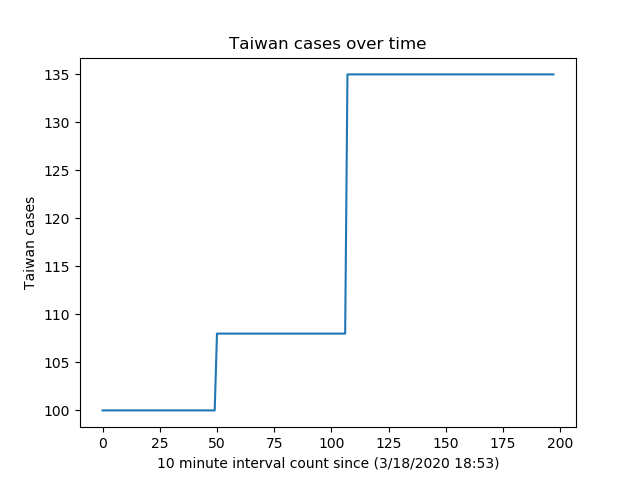 Taiwan cases over time
135
130
125
120
115
110
105
100
Taiwan cases
0 25 50 75 100 125 150 175 200
10 minute interval count since (3/18/2020 18:53)